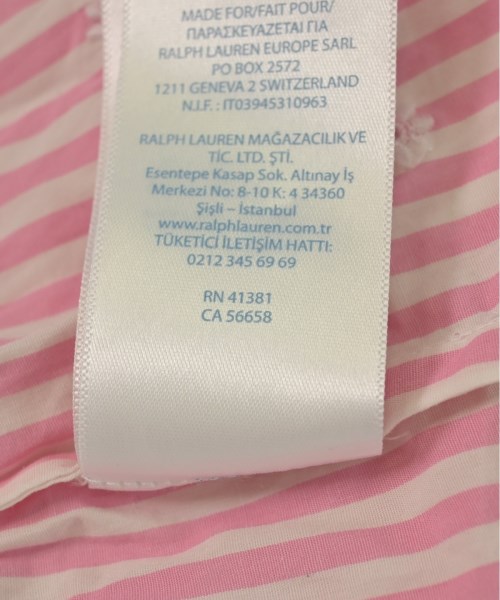 MADE FOR/FAIT POUR/
ΠΑΡΑΣΚΕΥΑΖΕΤΑΙ ΓΙΑ
RALPH LAUREN EUROPE SARL
PO BOX 2572
1211 GENEVA 2 SWITZERLAND
N.I.F. : IT03945310963
RALPH LAUREN MAĞAZACILIK VE
TİC. LTD. ŞTİ.
Esentepe Kasap Sok. Altınay İş
Merkezi No: 8-10 K: 4 34360
Şişli – İstanbul
www.ralphlauren.com.tr
TÜKETİCİ İLETİŞİM HATTI:
0212 345 69 69
RN 41381
CA 56658